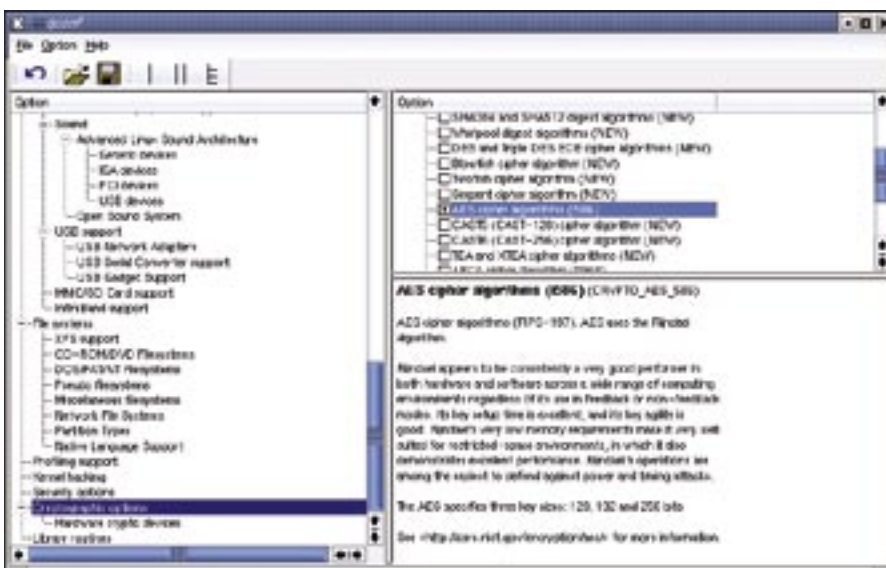 qconf
File Option Help
Option
Sound
Advanced Linux Sound Architecture
Generic devices
ISA devices
PCI devices
USB devices
Open Sound System
USB support
USB Network Adaptors
USB Serial Converter support
USB Gadget Support
MMC/SD Card support
InfiniBand support
File systems
XFS support
CD-ROM/DVD Filesystems
DOS/FAT/NT Filesystems
Pseudo filesystems
Miscellaneous filesystems
Network File Systems
Partition Types
Native Language Support
Profiling support
Kernel hacking
Security options
Cryptographic options
Hardware crypto devices
Library routines
Option
SHA384 and SHA512 digest algorithms (NEW)
Whirlpool digest algorithms (NEW)
DES and Triple DES EDE cipher algorithms (NEW)
Blowfish cipher algorithm (NEW)
Twofish cipher algorithm (NEW)
Serpent cipher algorithm (NEW)
AES cipher algorithms (i586)
CAST5 (CAST-128) cipher algorithm (NEW)
CAST6 (CAST-256) cipher algorithm (NEW)
TEA and XTEA cipher algorithms (NEW)
AES cipher algorithms (i586) (CRYPTO_AES_586)
AES cipher algorithms (FIPS-197). AES uses the Rijndael
algorithm.
Rijndael appears to be consistently a very good performer in
both hardware and software across a wide range of computing
environments regardless of its use in feedback or non-feedback
modes. Its key setup time is excellent, and its key agility is
good. Rijndael's very low memory requirements make it very well
suited for restricted-space environments, in which it also
demonstrates excellent performance. Rijndael's operations are
among the easiest to defend against power and timing attacks.
The AES specifies three key sizes: 128, 192 and 256 bits
See <http://csrc.nist.gov/encryption/aes/> for more information.